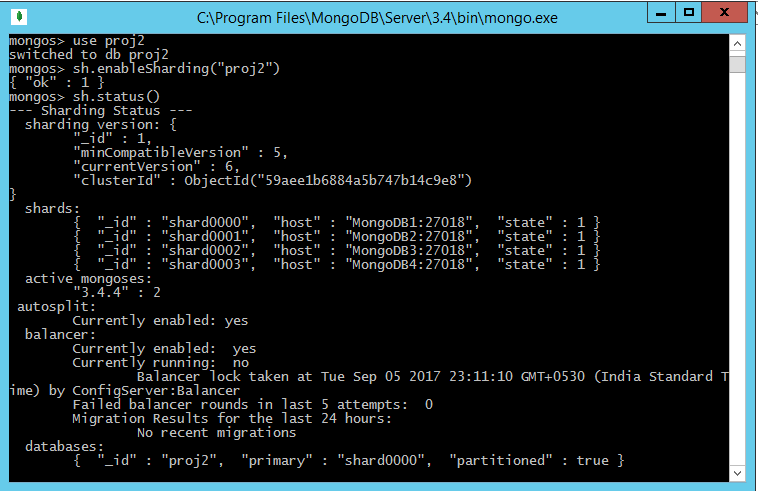 C:\Program Files\MongoDB\Server\3.4\bin\mongo.exe
mongos> use proj2
switched to db proj2
mongos> sh.enableSharding("proj2")
{ "ok" : 1 }
mongos> sh.status()
--- Sharding Status ---
  sharding version: {
        "_id" : 1,
        "minCompatibleVersion" : 5,
        "currentVersion" : 6,
        "clusterId" : ObjectId("59aee1b6884a5b747b14c9e8")
}
  shards:
        {  "_id" : "shard0000",  "host" : "MongoDB1:27018",  "state" : 1 }
        {  "_id" : "shard0001",  "host" : "MongoDB2:27018",  "state" : 1 }
        {  "_id" : "shard0002",  "host" : "MongoDB3:27018",  "state" : 1 }
        {  "_id" : "shard0003",  "host" : "MongoDB4:27018",  "state" : 1 }
  active mongoses:
        "3.4.4" : 2
 autosplit:
        Currently enabled: yes
  balancer:
        Currently enabled:  yes
        Currently running:  no
                Balancer lock taken at Tue Sep 05 2017 23:11:10 GMT+0530 (India Standard T
ime) by ConfigServer:Balancer
        Failed balancer rounds in last 5 attempts:  0
        Migration Results for the last 24 hours:
                No recent migrations
  databases:
        {  "_id" : "proj2",  "primary" : "shard0000",  "partitioned" : true }